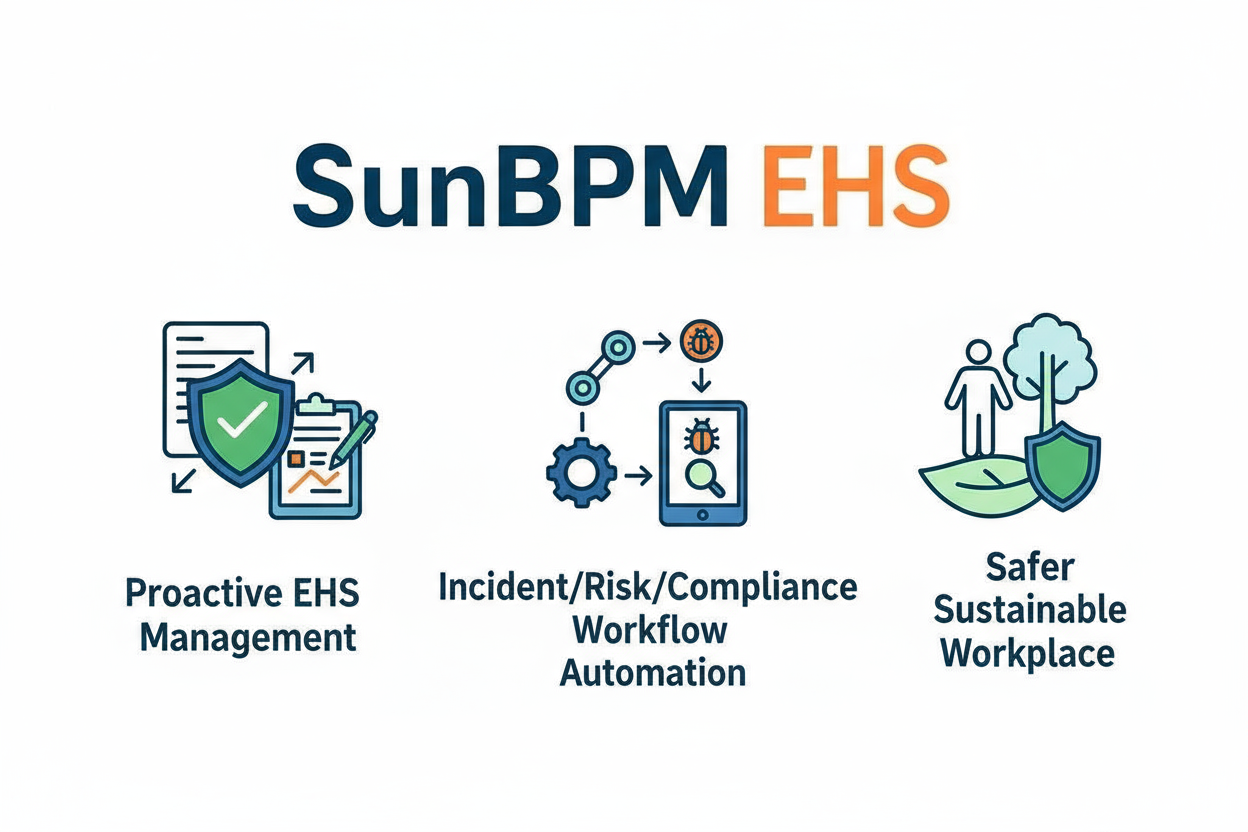 SunBPM EHS
Proactive EHS
Management
Incident/Risk/Compliance
Workflow
Automation
Safer
Sustainable
Workplace